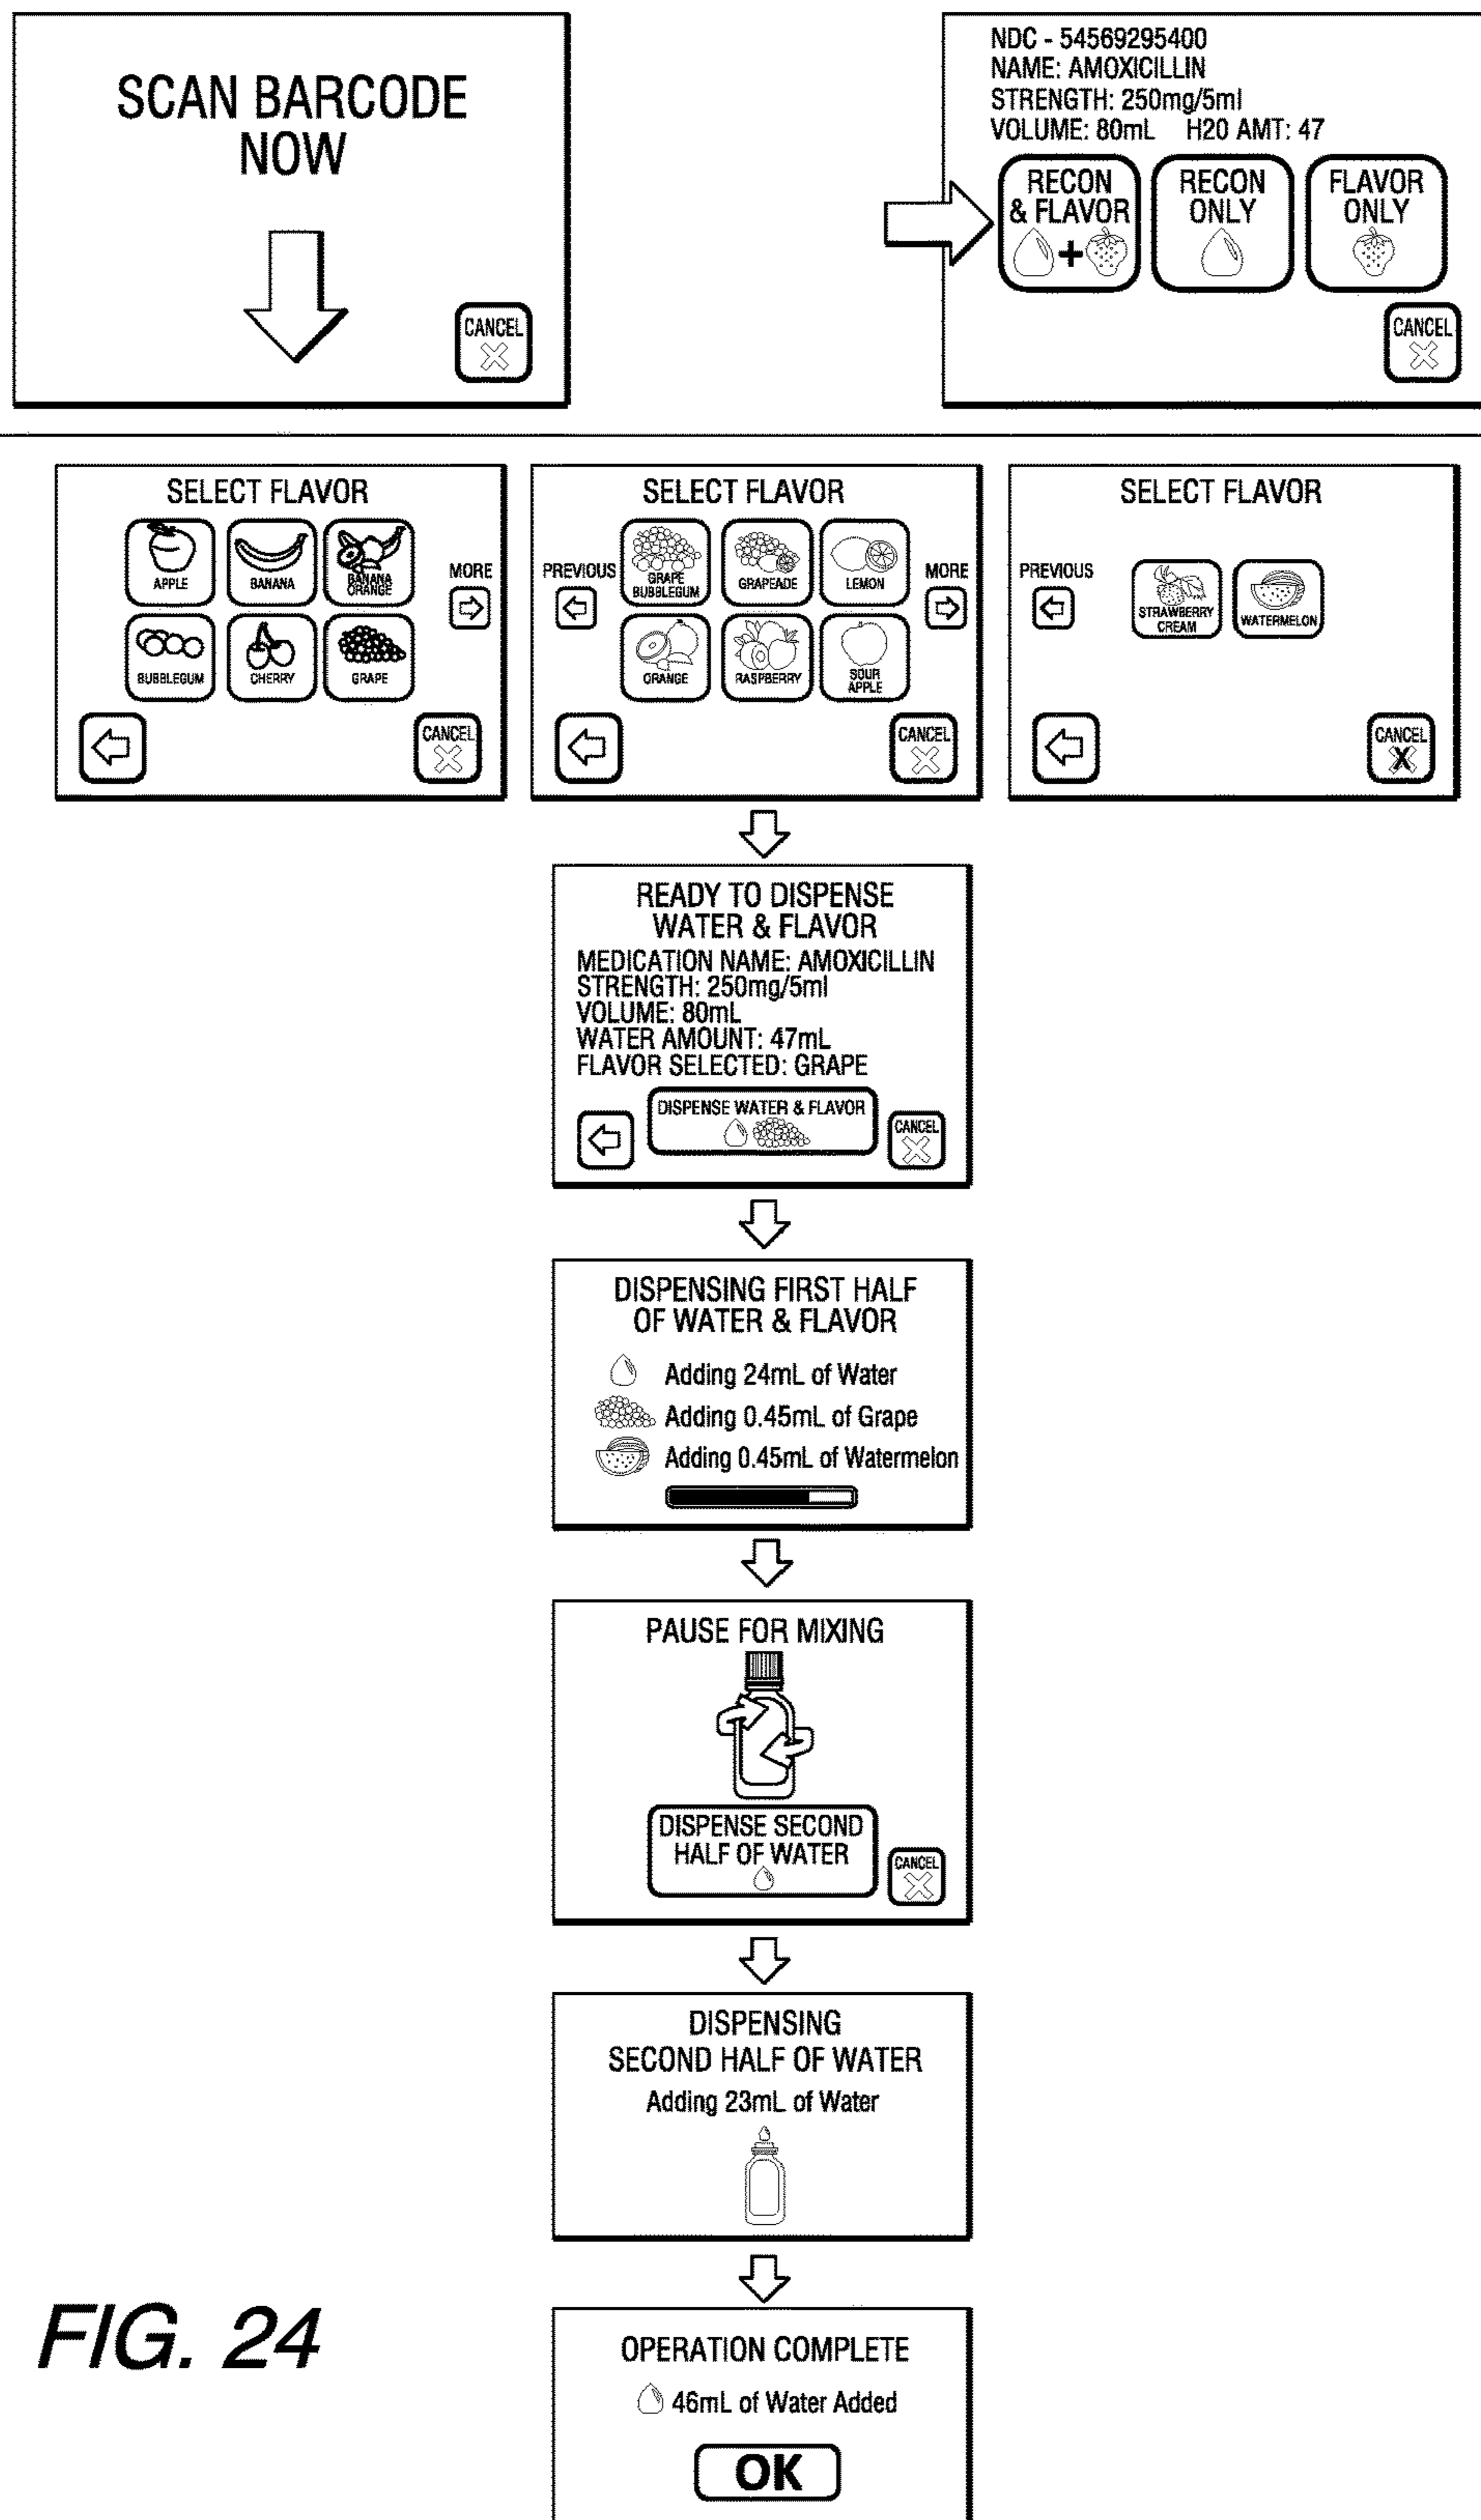 SCAN BARCODE
NOW
CANCEL
NDC - 54569295400
NAME: AMOXICILLIN
STRENGTH: 250mg/5ml
VOLUME: 80mL H20 AMT: 47
RECON
& FLAVOR
+
RECON
ONLY
FLAVOR
ONLY
CANCEL
SELECT FLAVOR
APPLE
BANANA
BANANA
ORANGE
MORE
BUBBLEGUM
CHERRY
GRAPE
CANCEL
SELECT FLAVOR
PREVIOUS
GRAPE
BUBBLEGUM
GRAPEADE
LEMON
MORE
ORANGE
RASPBERRY
SOUR
APPLE
CANCEL
SELECT FLAVOR
PREVIOUS
STRAWBERRY
CREAM
WATERMELON
CANCEL
READY TO DISPENSE
WATER & FLAVOR
MEDICATION NAME: AMOXICILLIN
STRENGTH: 250mg/5ml
VOLUME: 80mL
WATER AMOUNT: 47mL
FLAVOR SELECTED: GRAPE
DISPENSE WATER & FLAVOR
CANCEL
DISPENSING FIRST HALF
OF WATER & FLAVOR
Adding 24mL of Water
Adding 0.45mL of Grape
Adding 0.45mL of Watermelon
PAUSE FOR MIXING
DISPENSE SECOND
HALF OF WATER
CANCEL
DISPENSING
SECOND HALF OF WATER
Adding 23mL of Water
OPERATION COMPLETE
46mL of Water Added
OK
FIG. 24